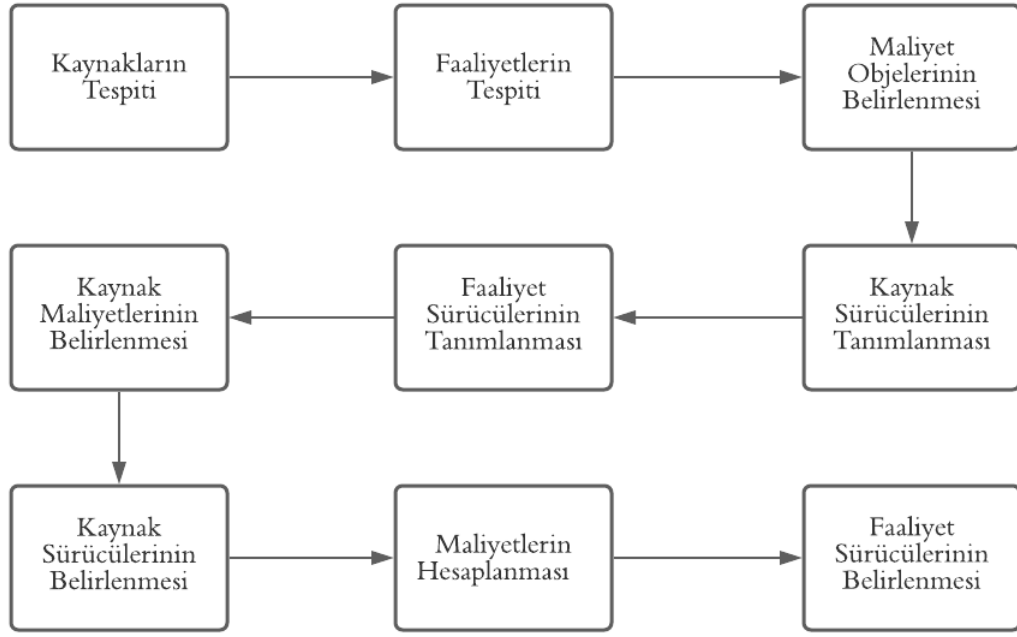 Kaynakların
Tespiti
Faaliyetlerin
Tespiti
Maliyet
Objelerinin
Belirlenmesi
Kaynak
Sürücülerinin
Tanımlanması
Faaliyet
Sürücülerinin
Tanımlanması
Kaynak
Maliyetlerinin
Belirlenmesi
Kaynak
Sürücülerinin
Belirlenmesi
Maliyetlerin
Hesaplanması
Faaliyet
Sürücülerinin
Belirlenmesi